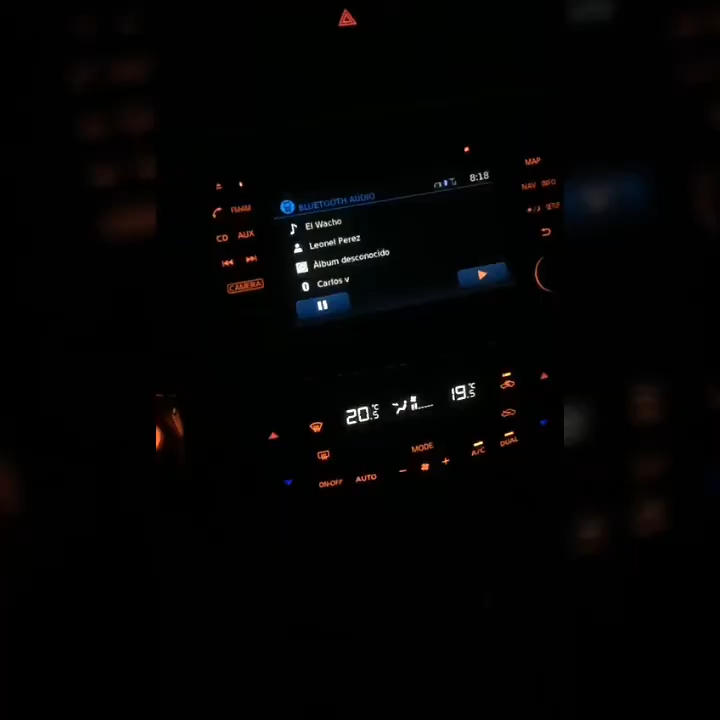 8:18
BLUETOOTH AUDIO
El Wacho
Leonel Perez
Álbum desconocido
Carlos v
FM/AM
CD AUX
CAMERA
MAP
NAV INFO
SETUP
20.5 °C
19.5 °C
MODE
ON·OFF AUTO
− + A/C DUAL